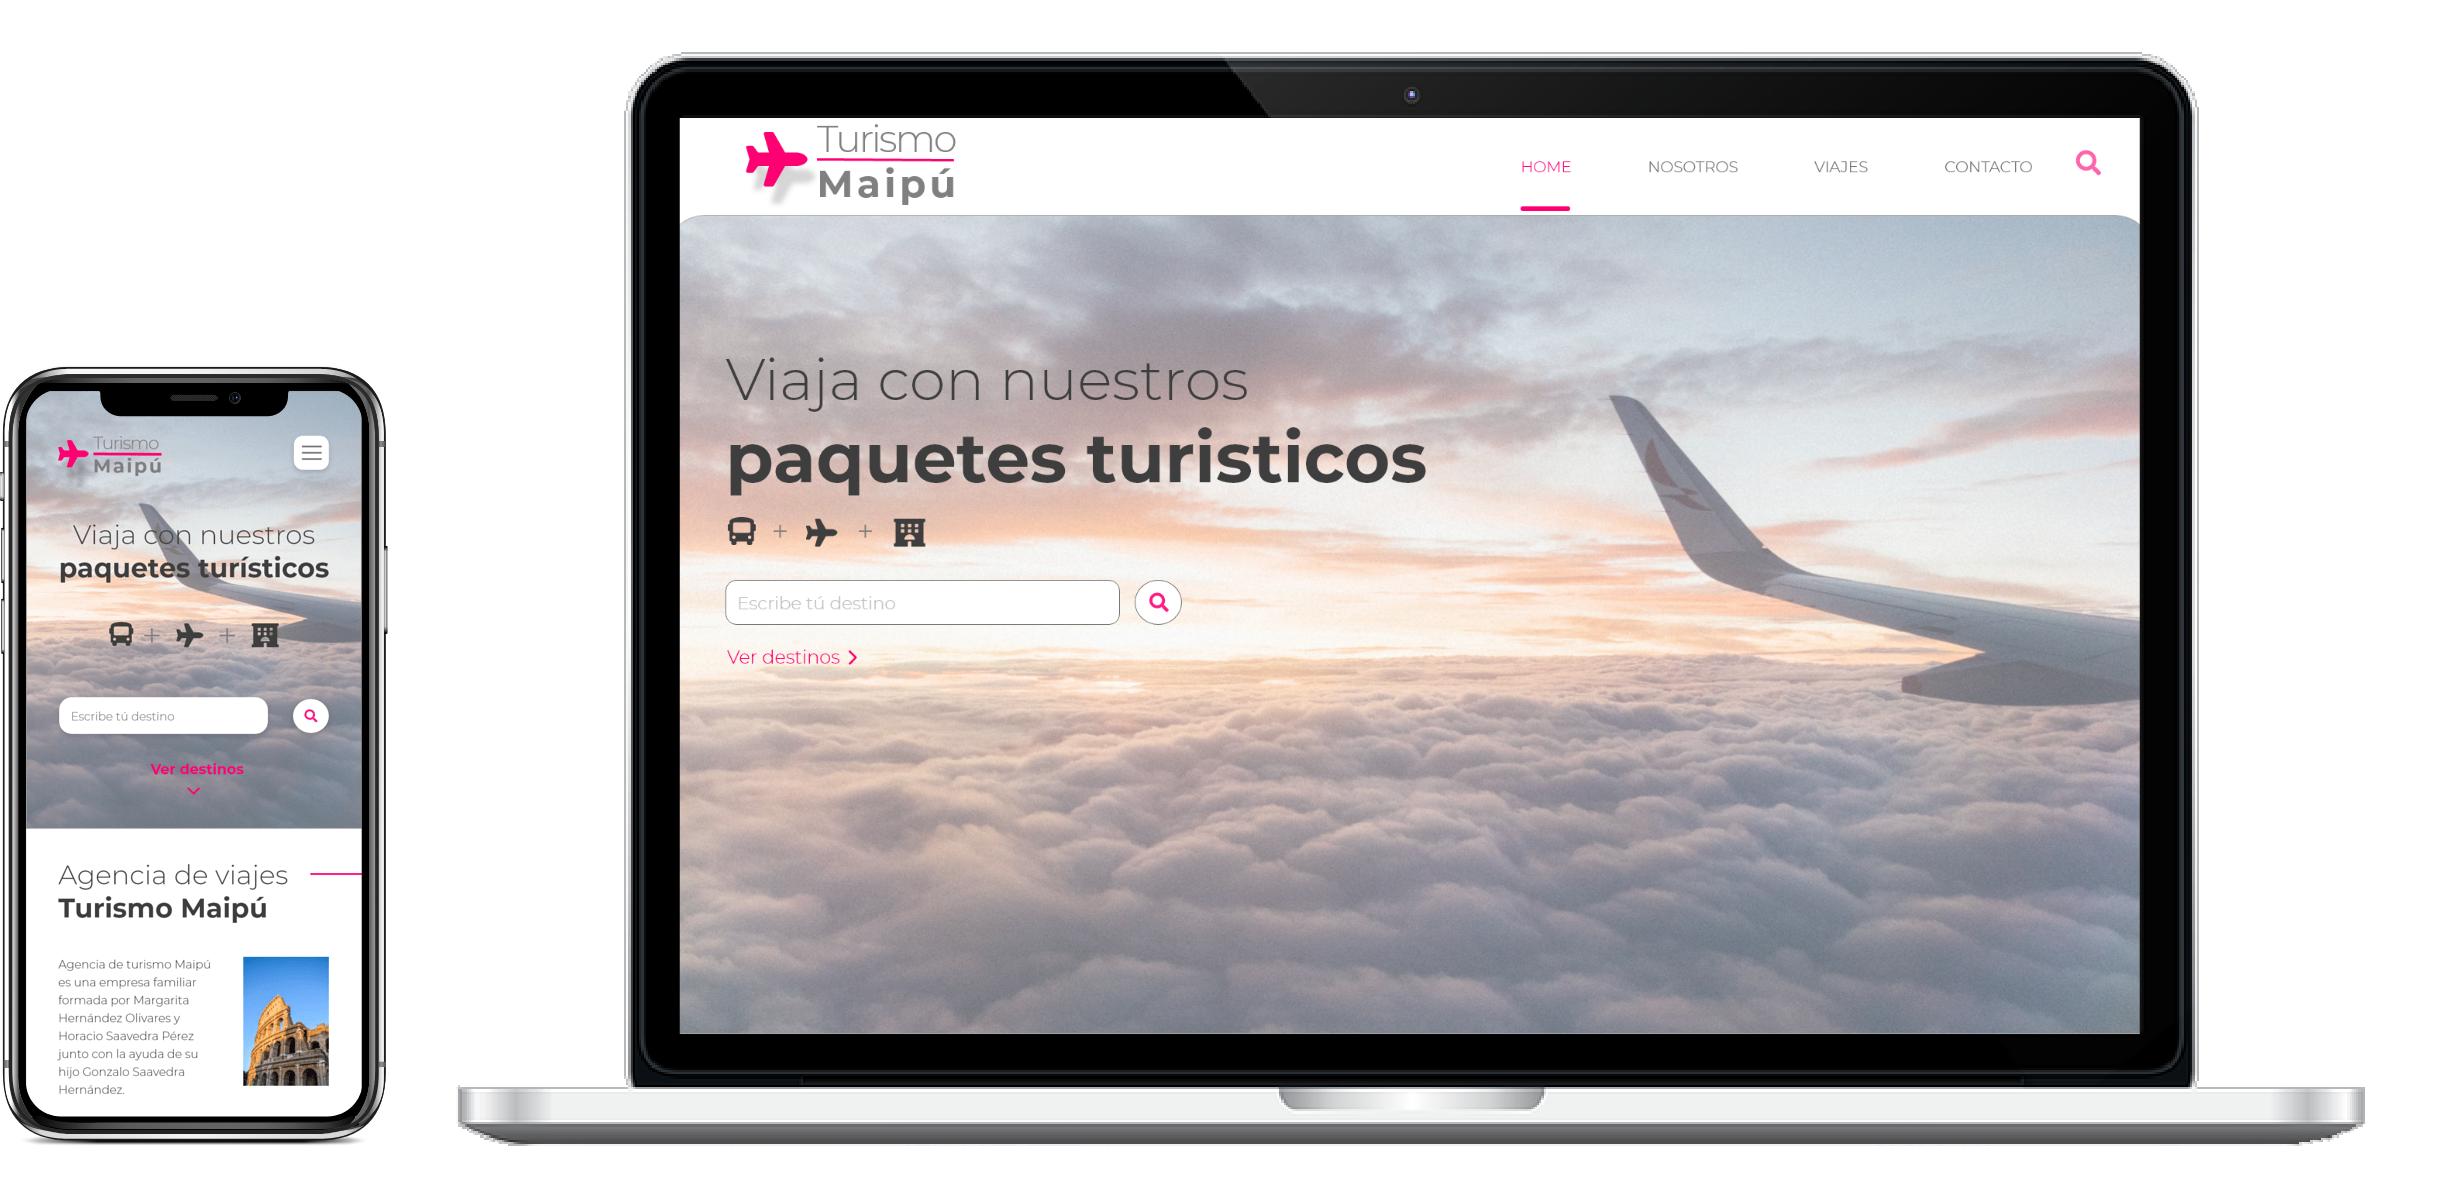 Turismo
Maipú
Viaja con nuestros
paquetes turísticos
Escribe tú destino
Ver destinos
Agencia de viajes
Turismo Maipú
Agencia de turismo Maipú
es una empresa familiar
formada por Margarita
Hernández Olivares y
Horacio Saavedra Pérez
junto con la ayuda de su
hijo Gonzalo Saavedra
Hernández.
Turismo
Maipú
HOME NOSOTROS VIAJES CONTACTO
Viaja con nuestros
paquetes turisticos
Escribe tú destino
Ver destinos